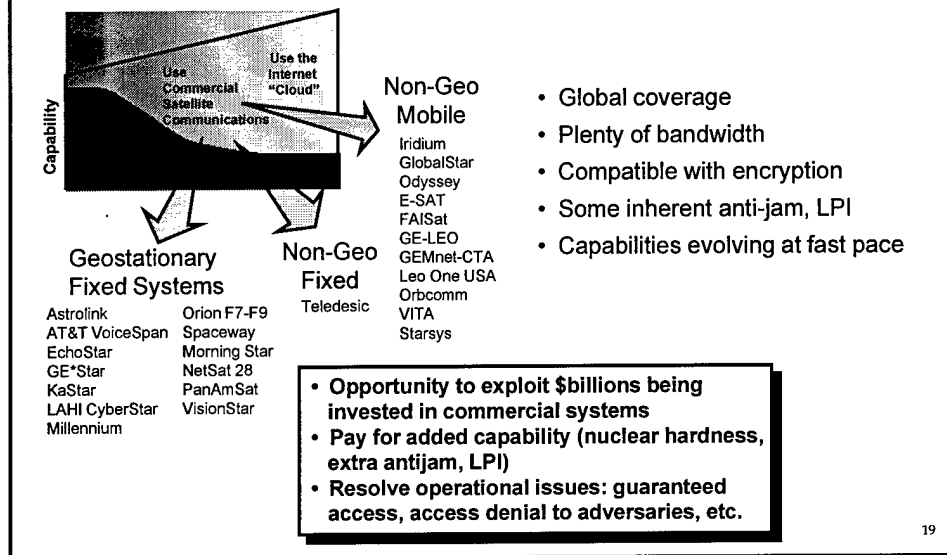 Capability
Use
Commercial
Satellite
Communications
Use the
Internet
"Cloud"
Non-Geo
Mobile
Iridium
GlobalStar
Odyssey
E-SAT
FAISat
GE-LEO
GEMnet-CTA
Leo One USA
Orbcomm
VITA
Starsys
Geostationary
Fixed Systems
Astrolink
AT&T VoiceSpan
EchoStar
GE*Star
KaStar
LAHI CyberStar
Millennium
Orion F7-F9
Spaceway
Morning Star
NetSat 28
PanAmSat
VisionStar
Non-Geo
Fixed
Teledesic
• Global coverage
• Plenty of bandwidth
• Compatible with encryption
• Some inherent anti-jam, LPI
• Capabilities evolving at fast pace
• Opportunity to exploit $billions being
invested in commercial systems
• Pay for added capability (nuclear hardness,
extra antijam, LPI)
• Resolve operational issues: guaranteed
access, access denial to adversaries, etc.
19